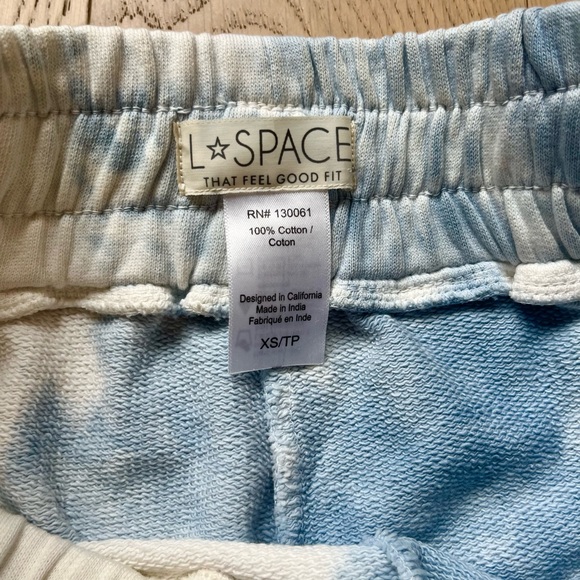 L☆SPACE
THAT FEEL GOOD FIT
RN# 130061
100% Cotton /
Coton
Designed in California
Made in India
Fabriqué en Inde
XS/TP